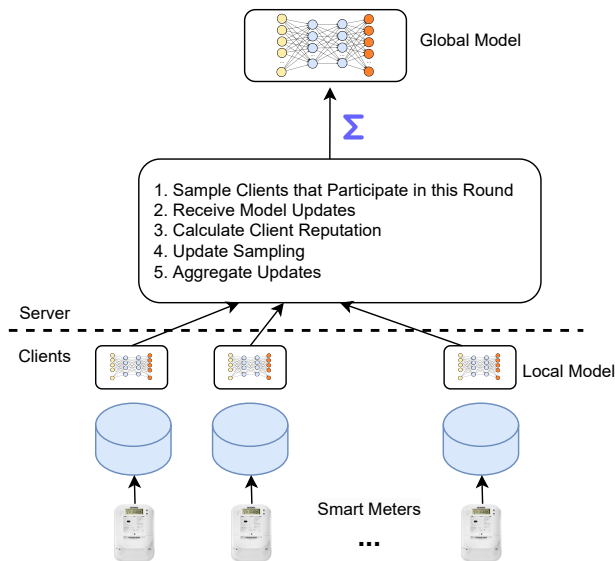 Global Model
Σ
1. Sample Clients that Participate in this Round
2. Receive Model Updates
3. Calculate Client Reputation
4. Update Sampling
5. Aggregate Updates
Server
Clients
Local Model
Smart Meters
...